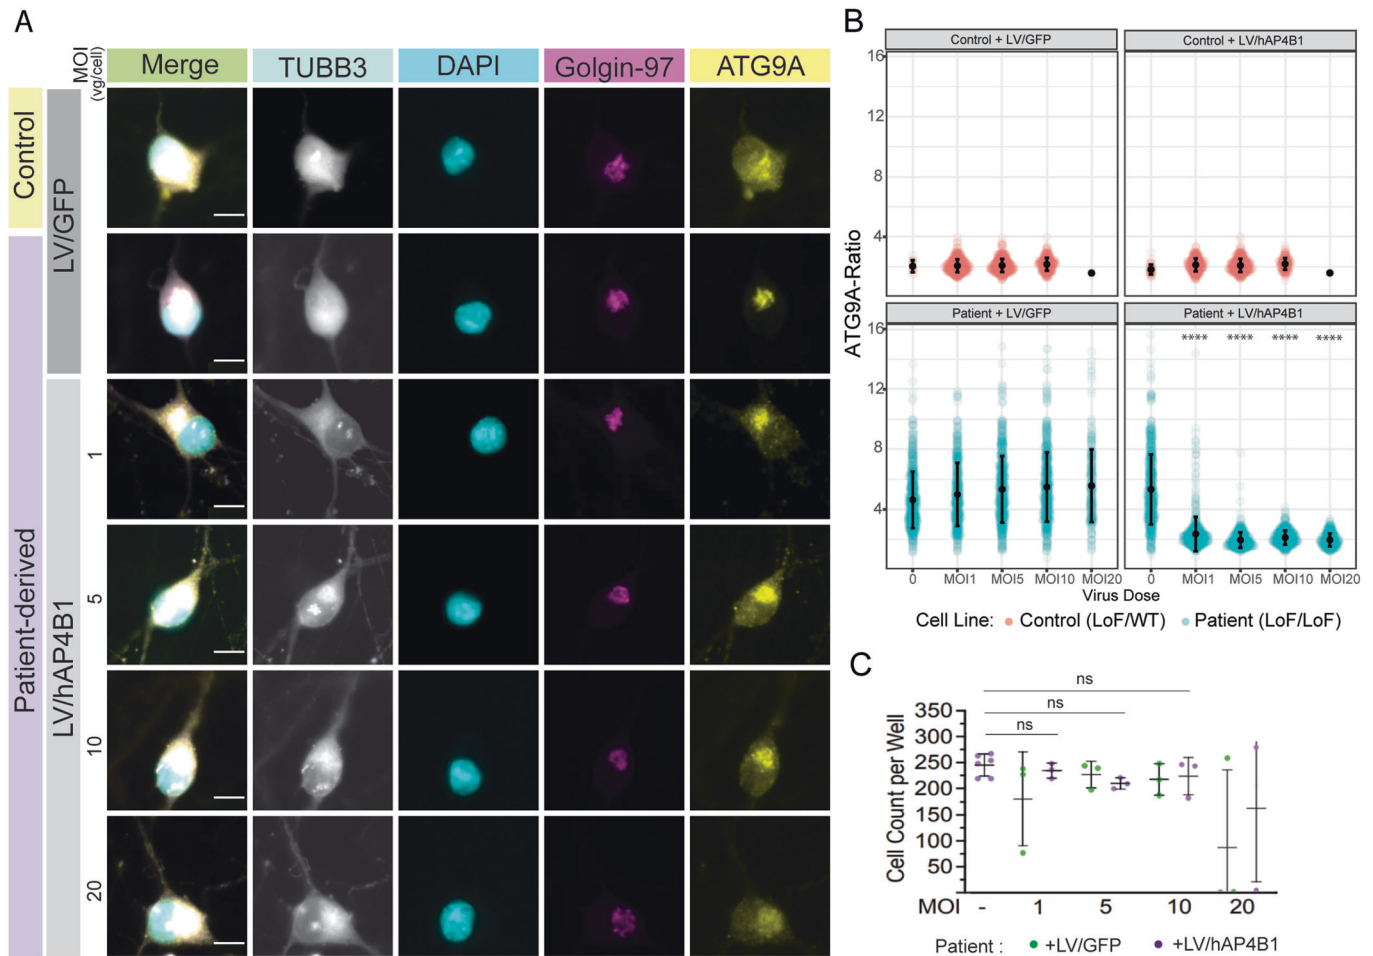 A
MOI
(vg/cell)
Merge
TUBB3
DAPI
Golgin-97
ATG9A
Control
Patient-derived
LV/GFP
LV/hAP4B1
1
5
10
20
B
Control + LV/GFP
Control + LV/hAP4B1
16
12
8
4
Patient + LV/GFP
Patient + LV/hAP4B1
16
12
8
4
**** **** **** ****
ATG9A-Ratio
0 MOI1 MOI5 MOI10 MOI20
0 MOI1 MOI5 MOI10 MOI20
Virus Dose
Cell Line: Control (LoF/WT) Patient (LoF/LoF)
C
ns
ns
ns
Cell Count per Well
350
300
250
200
150
100
50
MOI - 1 5 10 20
Patient : +LV/GFP +LV/hAP4B1